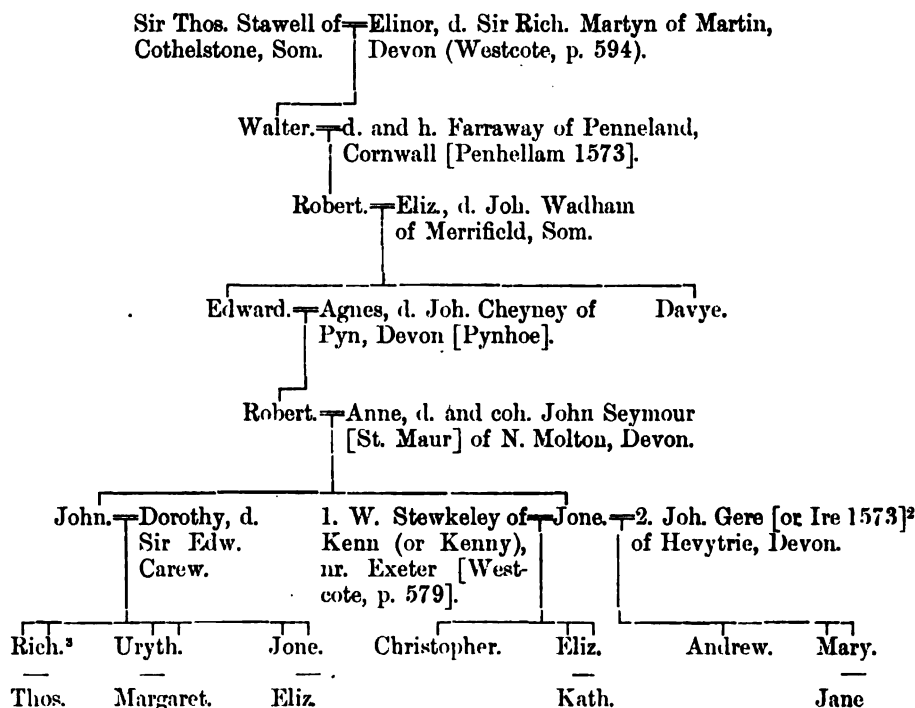 Sir Thos. Stawell of Elinor, d. Sir Rich. Martyn of Martin,
Cothelstone, Som. Devon (Westcote, p. 594).
Walter. d. and h. Farraway of Penneland,
Cornwall [Penhellam 1573].
Robert. Eliz., d. Joh. Wadham
of Merrifield, Som.
Edward. Agnes, d. Joh. Cheyney of Davye.
Pyn, Devon [Pynhoe].
Robert. Anne, d. and coh. John Seymour
[St. Maur] of N. Molton, Devon.
John. Dorothy, d. 1. W. Stewkeley of Jone. 2. Joh. Gere [or Ire 1573]²
Sir Edw. Kenn (or Kenny), of Hevytrie, Devon.
Carew. nr. Exeter [West-
cote, p. 579].
Rich.³ Uryth. Jone. Christopher. Eliz. Andrew. Mary.
Thos. Margaret. Eliz. Kath. Jane